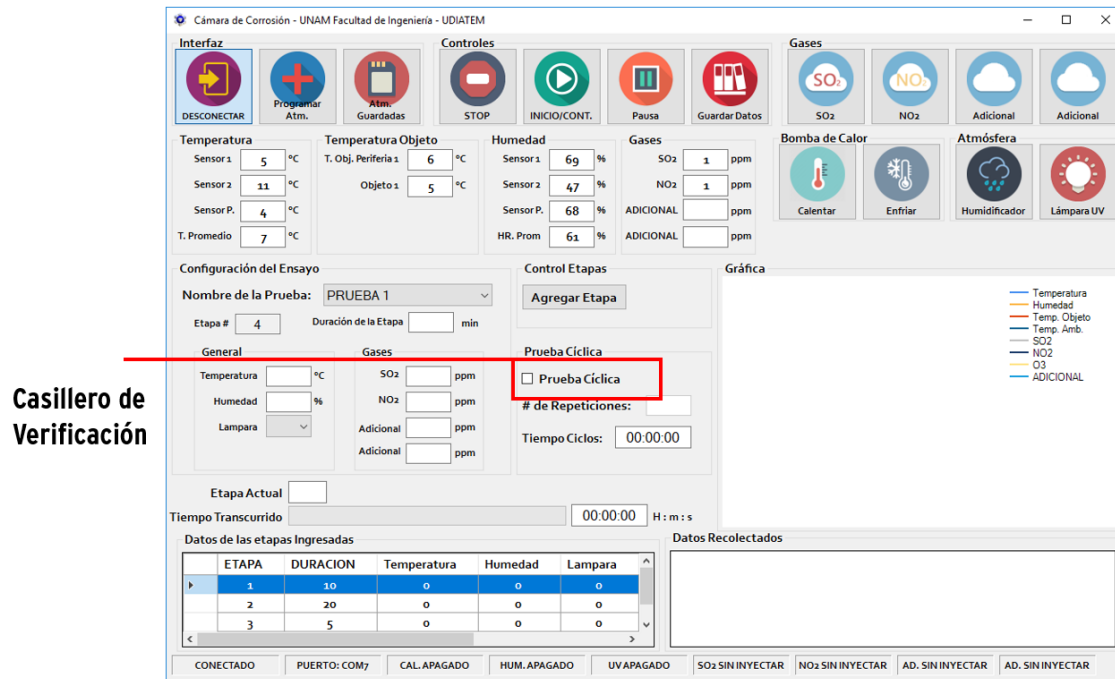 Cámara de Corrosión - UNAM Facultad de Ingeniería - UDIATEM
Interfaz
Controles
Gases
DESCONECTAR
Programar Atm.
Atm. Guardadas
STOP
INICIO/CONT.
Pausa
Guardar Datos
SO2
SO2
NO2
NO2
Adicional
Adicional
Temperatura
Sensor 1 5 °C
Sensor 2 11 °C
Sensor P. 4 °C
T. Promedio 7 °C
Temperatura Objeto
T. Obj. Periferia 1 6 °C
Objeto 1 5 °C
Humedad
Sensor 1 69 %
Sensor 2 47 %
Sensor P. 68 %
HR. Prom 61 %
Gases
SO2 1 ppm
NO2 1 ppm
ADICIONAL ppm
ADICIONAL ppm
Bomba de Calor
Calentar
Enfriar
Atmósfera
Humidificador
Lámpara UV
Configuración del Ensayo
Nombre de la Prueba: PRUEBA 1
Etapa # 4 Duración de la Etapa min
General
Temperatura °C
Humedad %
Lampara
Gases
SO2 ppm
NO2 ppm
Adicional ppm
Adicional ppm
Control Etapas
Agregar Etapa
Prueba Cíclica
Prueba Cíclica
# de Repeticiones:
Tiempo Ciclos: 00:00:00
Gráfica
Temperatura
Humedad
Temp. Objeto
Temp. Amb.
SO2
NO2
O3
ADICIONAL
Casillero de
Verificación
Etapa Actual
Tiempo Transcurrido 00:00:00 H : m : s
Datos de las etapas Ingresadas
ETAPA DURACION Temperatura Humedad Lampara
1 10 0 0 0
2 20 0 0 0
3 5 0 0 0
Datos Recolectados
CONECTADO PUERTO: COM7 CAL. APAGADO HUM. APAGADO UV APAGADO SO2 SIN INYECTAR NO2 SIN INYECTAR AD. SIN INYECTAR AD. SIN INYECTAR